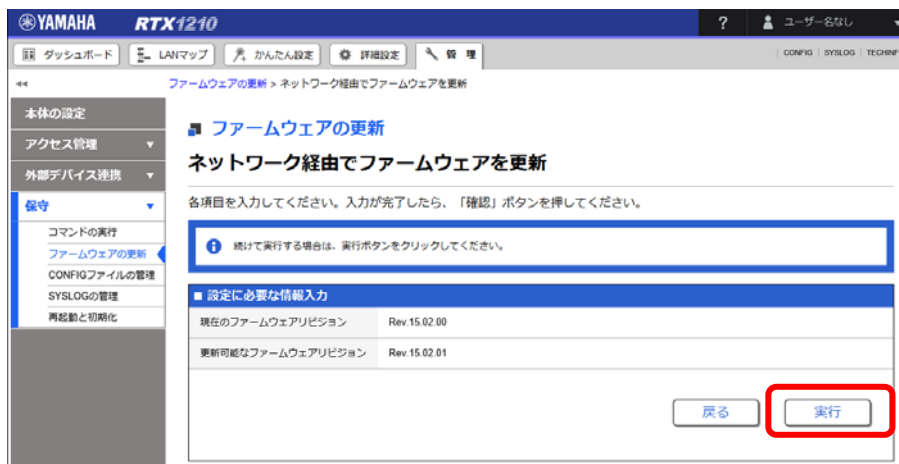 YAMAHA RTX1210 ? ユーザー名なし
ダッシュボード LANマップ かんたん設定 詳細設定 管理 CONFIG | SYSLOG | TECHINF
ファームウェアの更新 > ネットワーク経由でファームウェアを更新
本体の設定
アクセス管理
外部デバイス連携
保守
コマンドの実行
ファームウェアの更新
CONFIGファイルの管理
SYSLOGの管理
再起動と初期化
ファームウェアの更新
ネットワーク経由でファームウェアを更新
各項目を入力してください。入力が完了したら、「確認」ボタンを押してください。
続けて実行する場合は、実行ボタンをクリックしてください。
■ 設定に必要な情報入力
現在のファームウェアリビジョン Rev.15.02.00
更新可能なファームウェアリビジョン Rev.15.02.01
戻る 実行